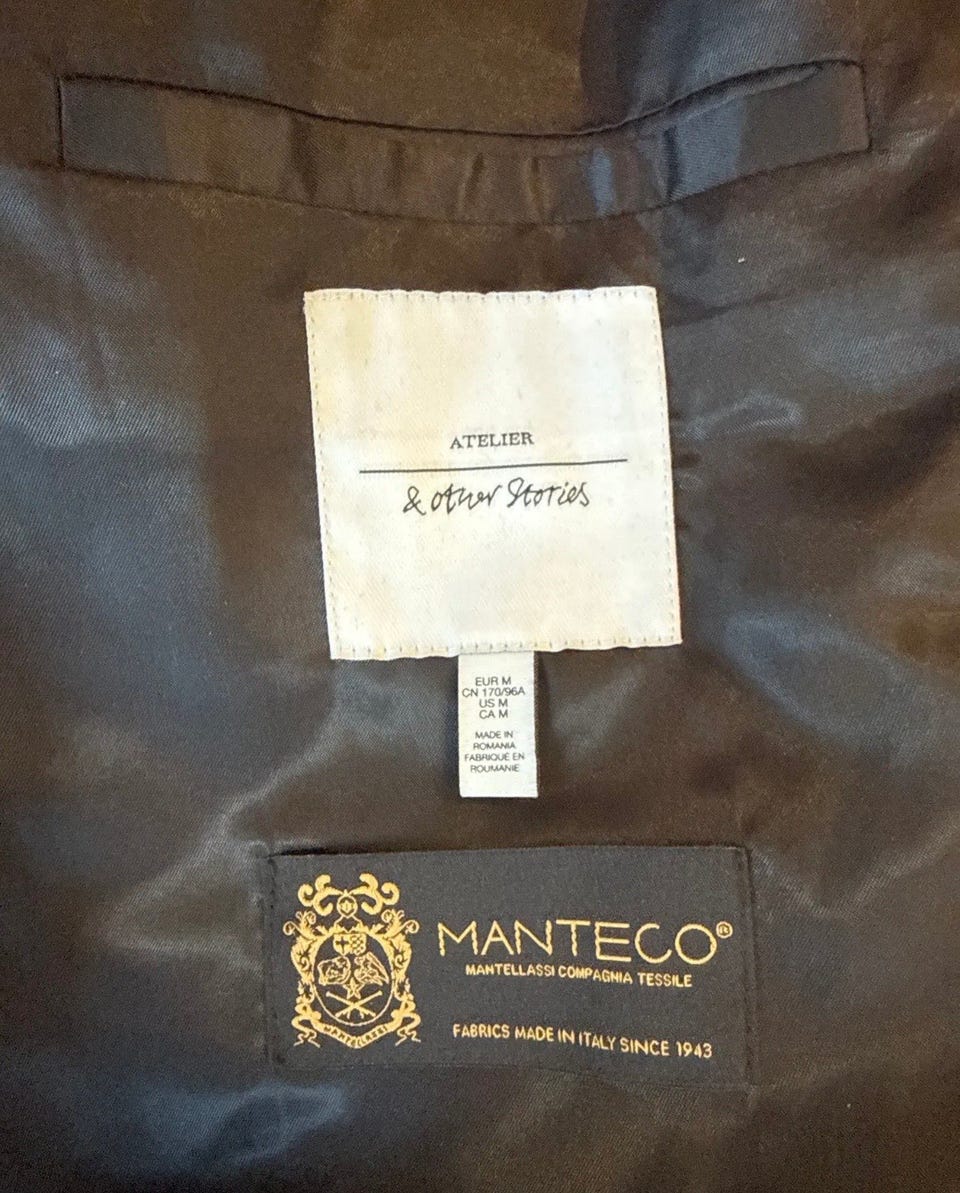 ATELIER
& other Stories
EUR M
CN 170/96A
US M
CA M
MADE IN
ROMANIA
FABRIQUÉ EN
ROUMANIE
MANTECO®
MANTELLASSI COMPAGNIA TESSILE
MANTELLASSI
FABRICS MADE IN ITALY SINCE 1943